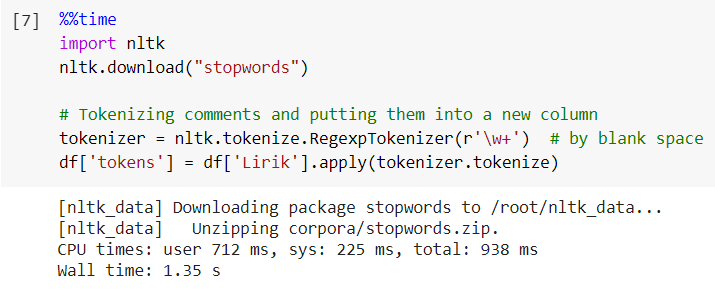 [7] %%time
import nltk
nltk.download("stopwords")
# Tokenizing comments and putting them into a new column
tokenizer = nltk.tokenize.RegexpTokenizer(r'\w+') # by blank space
df['tokens'] = df['Lirik'].apply(tokenizer.tokenize)
[nltk_data] Downloading package stopwords to /root/nltk_data...
[nltk_data]   Unzipping corpora/stopwords.zip.
CPU times: user 712 ms, sys: 225 ms, total: 938 ms
Wall time: 1.35 s